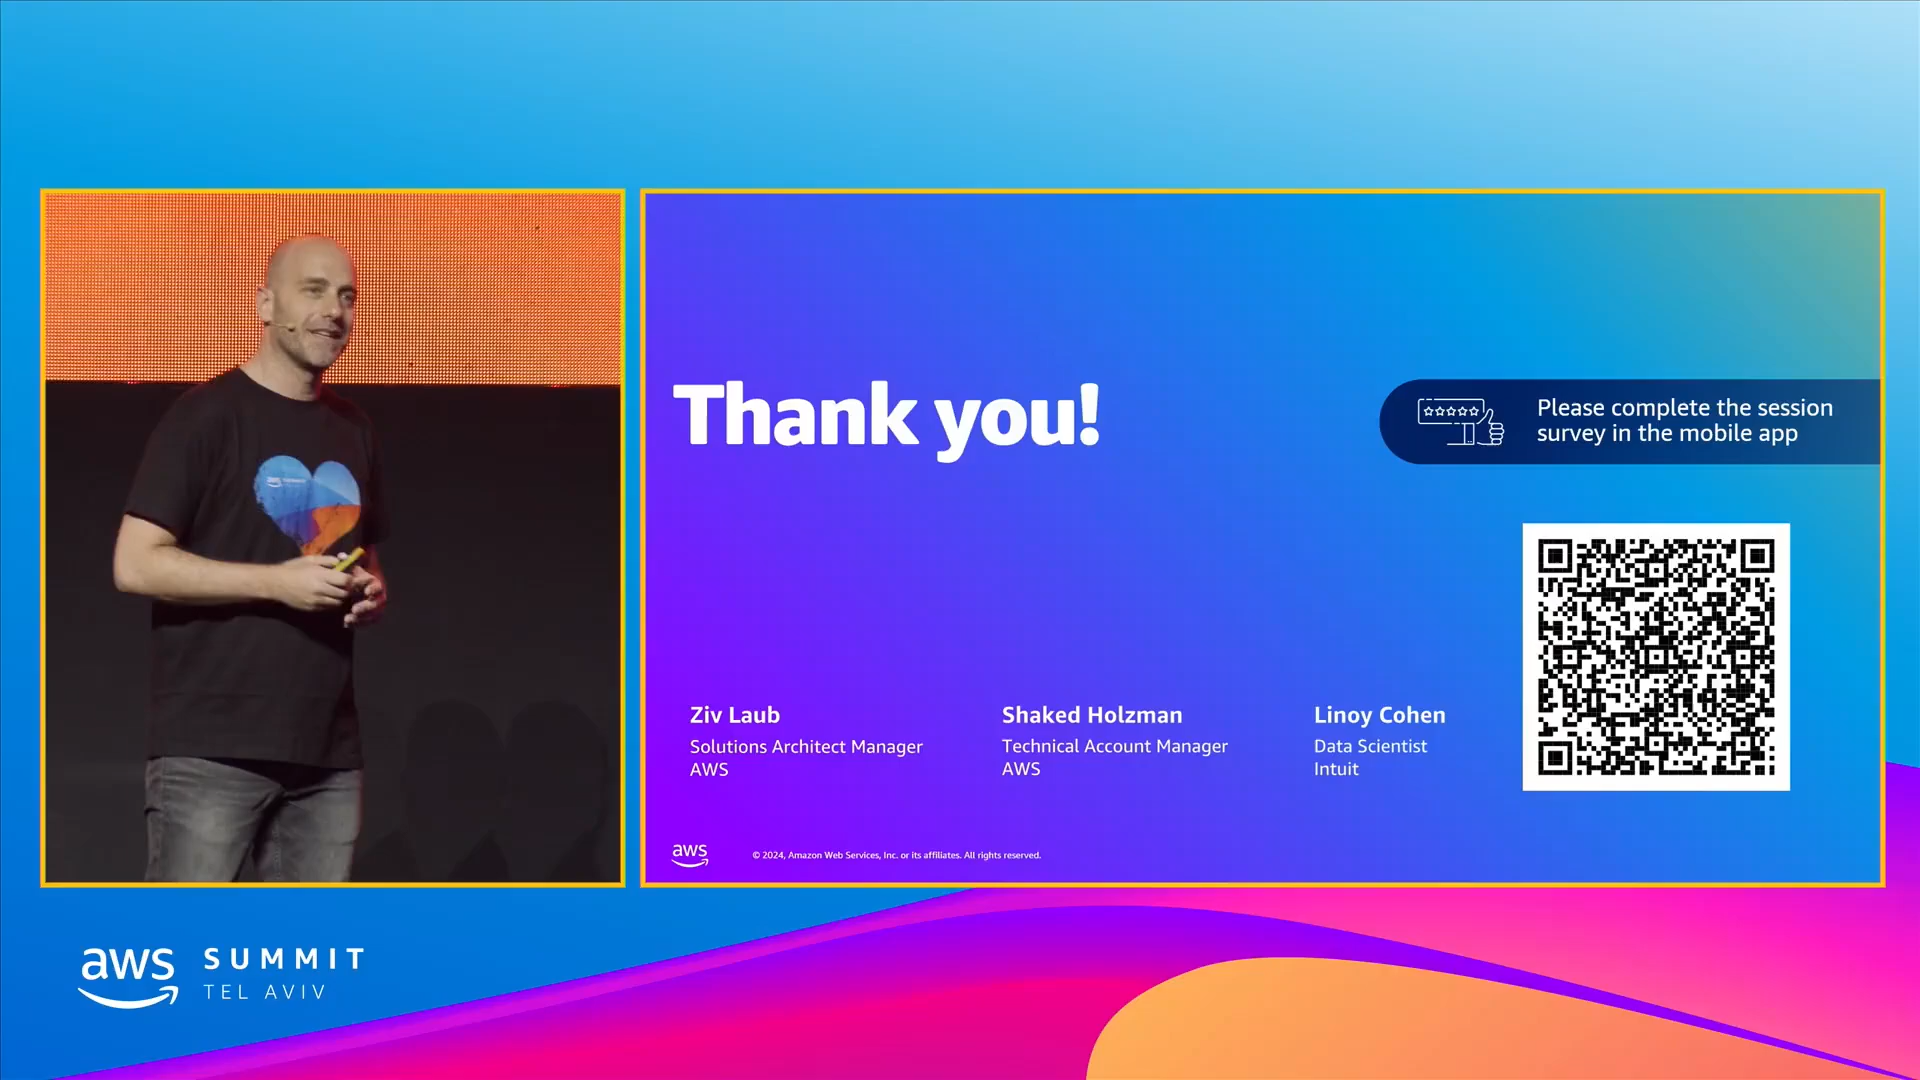 Thank you!
Please complete the session
survey in the mobile app
Ziv Laub
Solutions Architect Manager
AWS
Shaked Holzman
Technical Account Manager
AWS
Linoy Cohen
Data Scientist
Intuit
aws
© 2024, Amazon Web Services, Inc. or its affiliates. All rights reserved.
aws SUMMIT
TEL AVIV